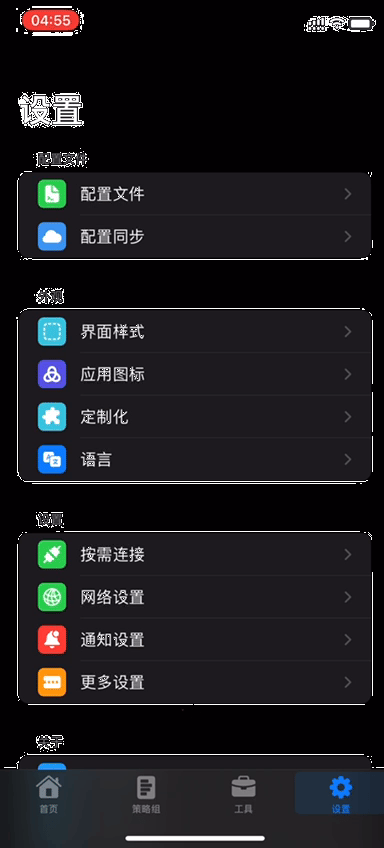 04:55
设置
配置文件
配置文件
配置同步
外观
界面样式
应用图标
定制化
语言
设置
按需连接
网络设置
通知设置
更多设置
关于
首页
策略组
工具
设置